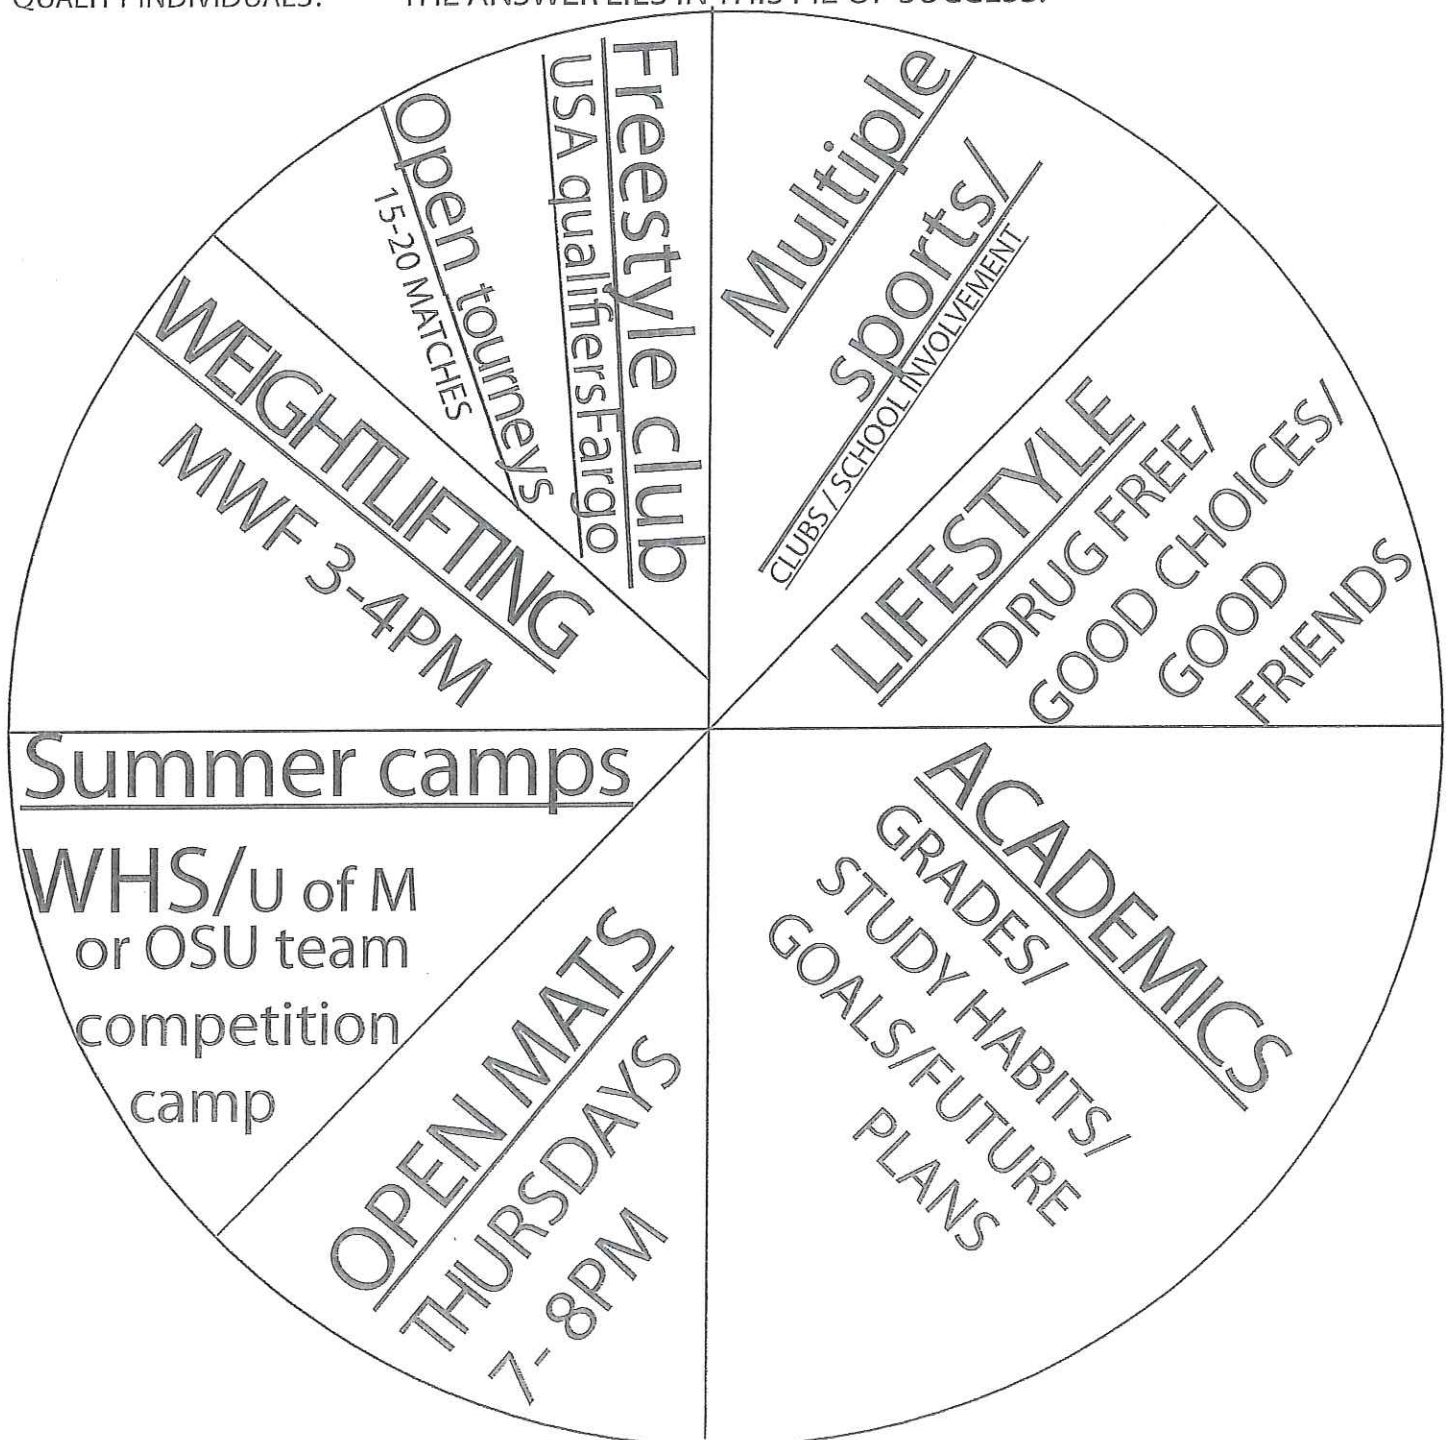 QUALITY INDIVIDUALS. THE ANSWER LIES IN THIS PIE OF SUCCESS.
Multiple
sports/
CLUBS / SCHOOL INVOLVEMENT
LIFESTYLE
DRUG FREE/
GOOD CHOICES/
GOOD
FRIENDS
ACADEMICS
GRADES/
STUDY HABITS/
GOALS/FUTURE
PLANS
OPEN MATS
THURSDAYS
7- 8PM
Summer camps
WHS/U of M
or OSU team
competition
camp
WEIGHTLIFTING
MWF 3-4PM
Open tourneys
15-20 MATCHES
Freestyle club
USA qualifiersFargo